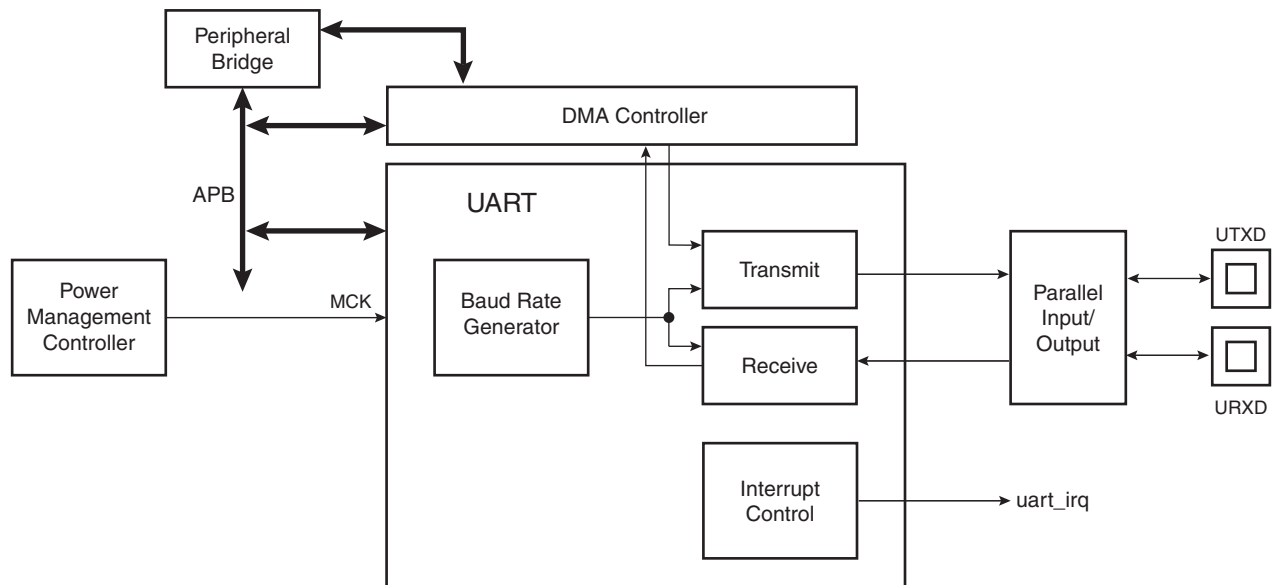 Peripheral
Bridge
DMA Controller
APB
UART
UTXD
Transmit
Power
Management
Controller
MCK
Baud Rate
Generator
Parallel
Input/
Output
Receive
URXD
Interrupt
Control
uart_irq